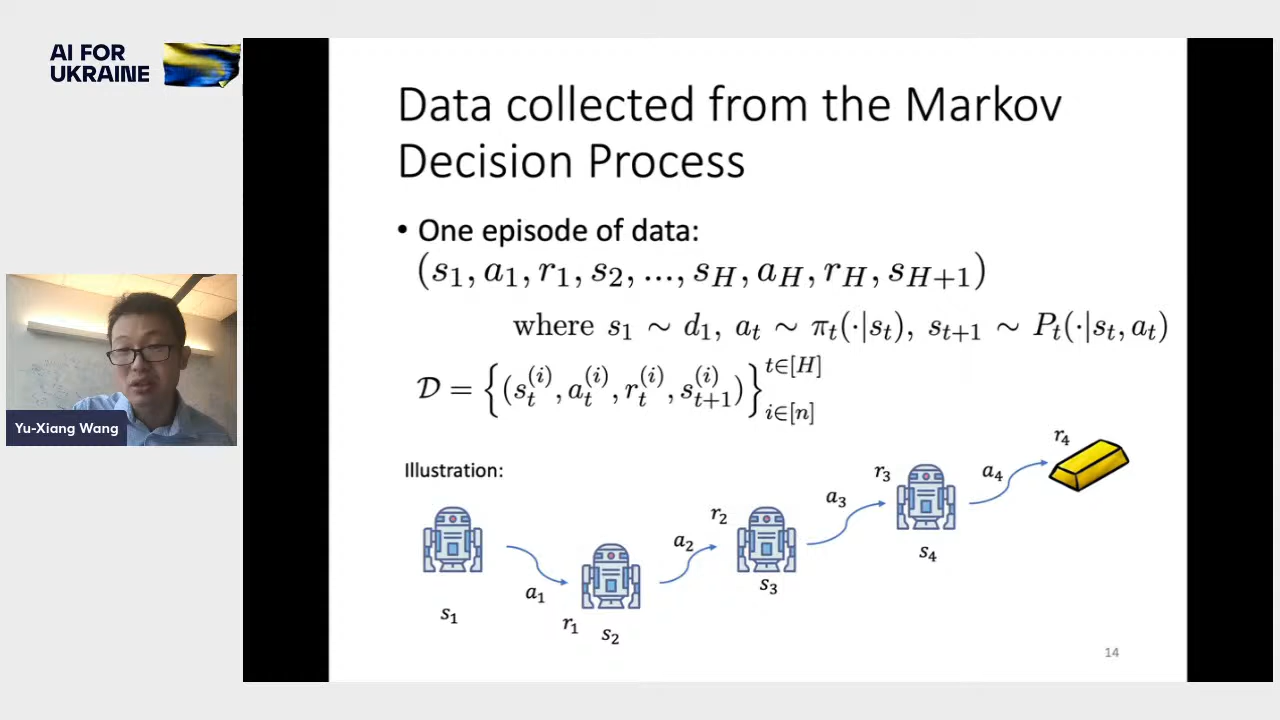 AI FOR
UKRAINE
Data collected from the Markov
Decision Process
• One episode of data:
(s₁, a₁, r₁, s₂, ..., s_H, a_H, r_H, s_{H+1})
where s₁ ∼ d₁, a_t ∼ π_t(·|s_t), s_{t+1} ∼ P_t(·|s_t, a_t)
𝒟 = {(s_t^{(i)}, a_t^{(i)}, r_t^{(i)}, s_{t+1}^{(i)})}_{i∈[n]}^{t∈[H]}
Illustration:
s₁
a₁
r₁
s₂
a₂
r₂
s₃
a₃
r₃
s₄
a₄
r₄
14
Yu-Xiang Wang